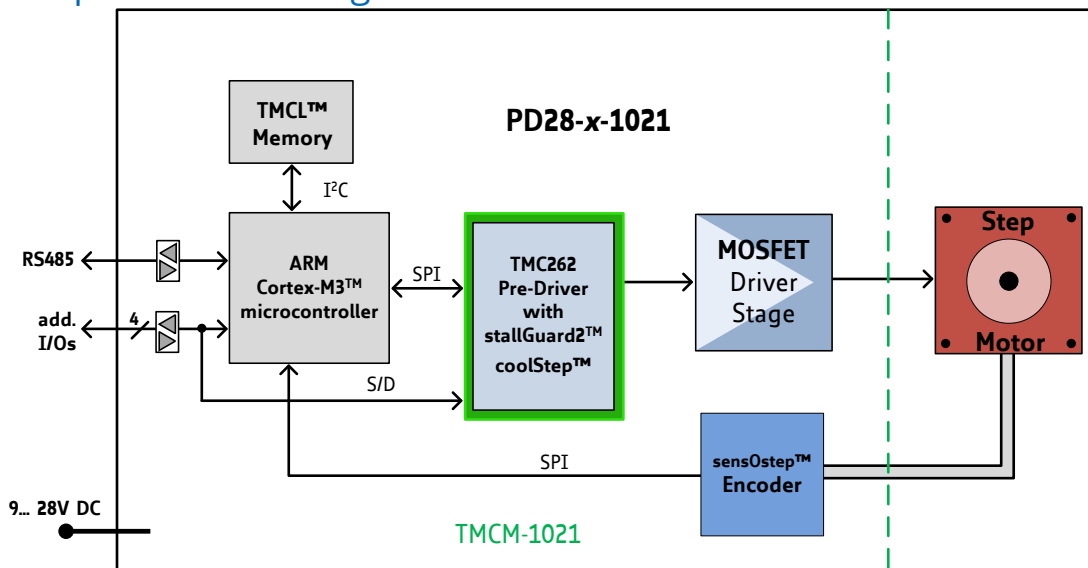 PD28-x-1021
TMCL™
Memory
I²C
RS485
ARM
Cortex-M3™
microcontroller
SPI
TMC262
Pre-Driver
with
stallGuard2™
coolStep™
MOSFET
Driver
Stage
Step
Motor
add.
I/Os
4
S/D
SPI
sensOstep™
Encoder
9... 28V DC
TMCM-1021